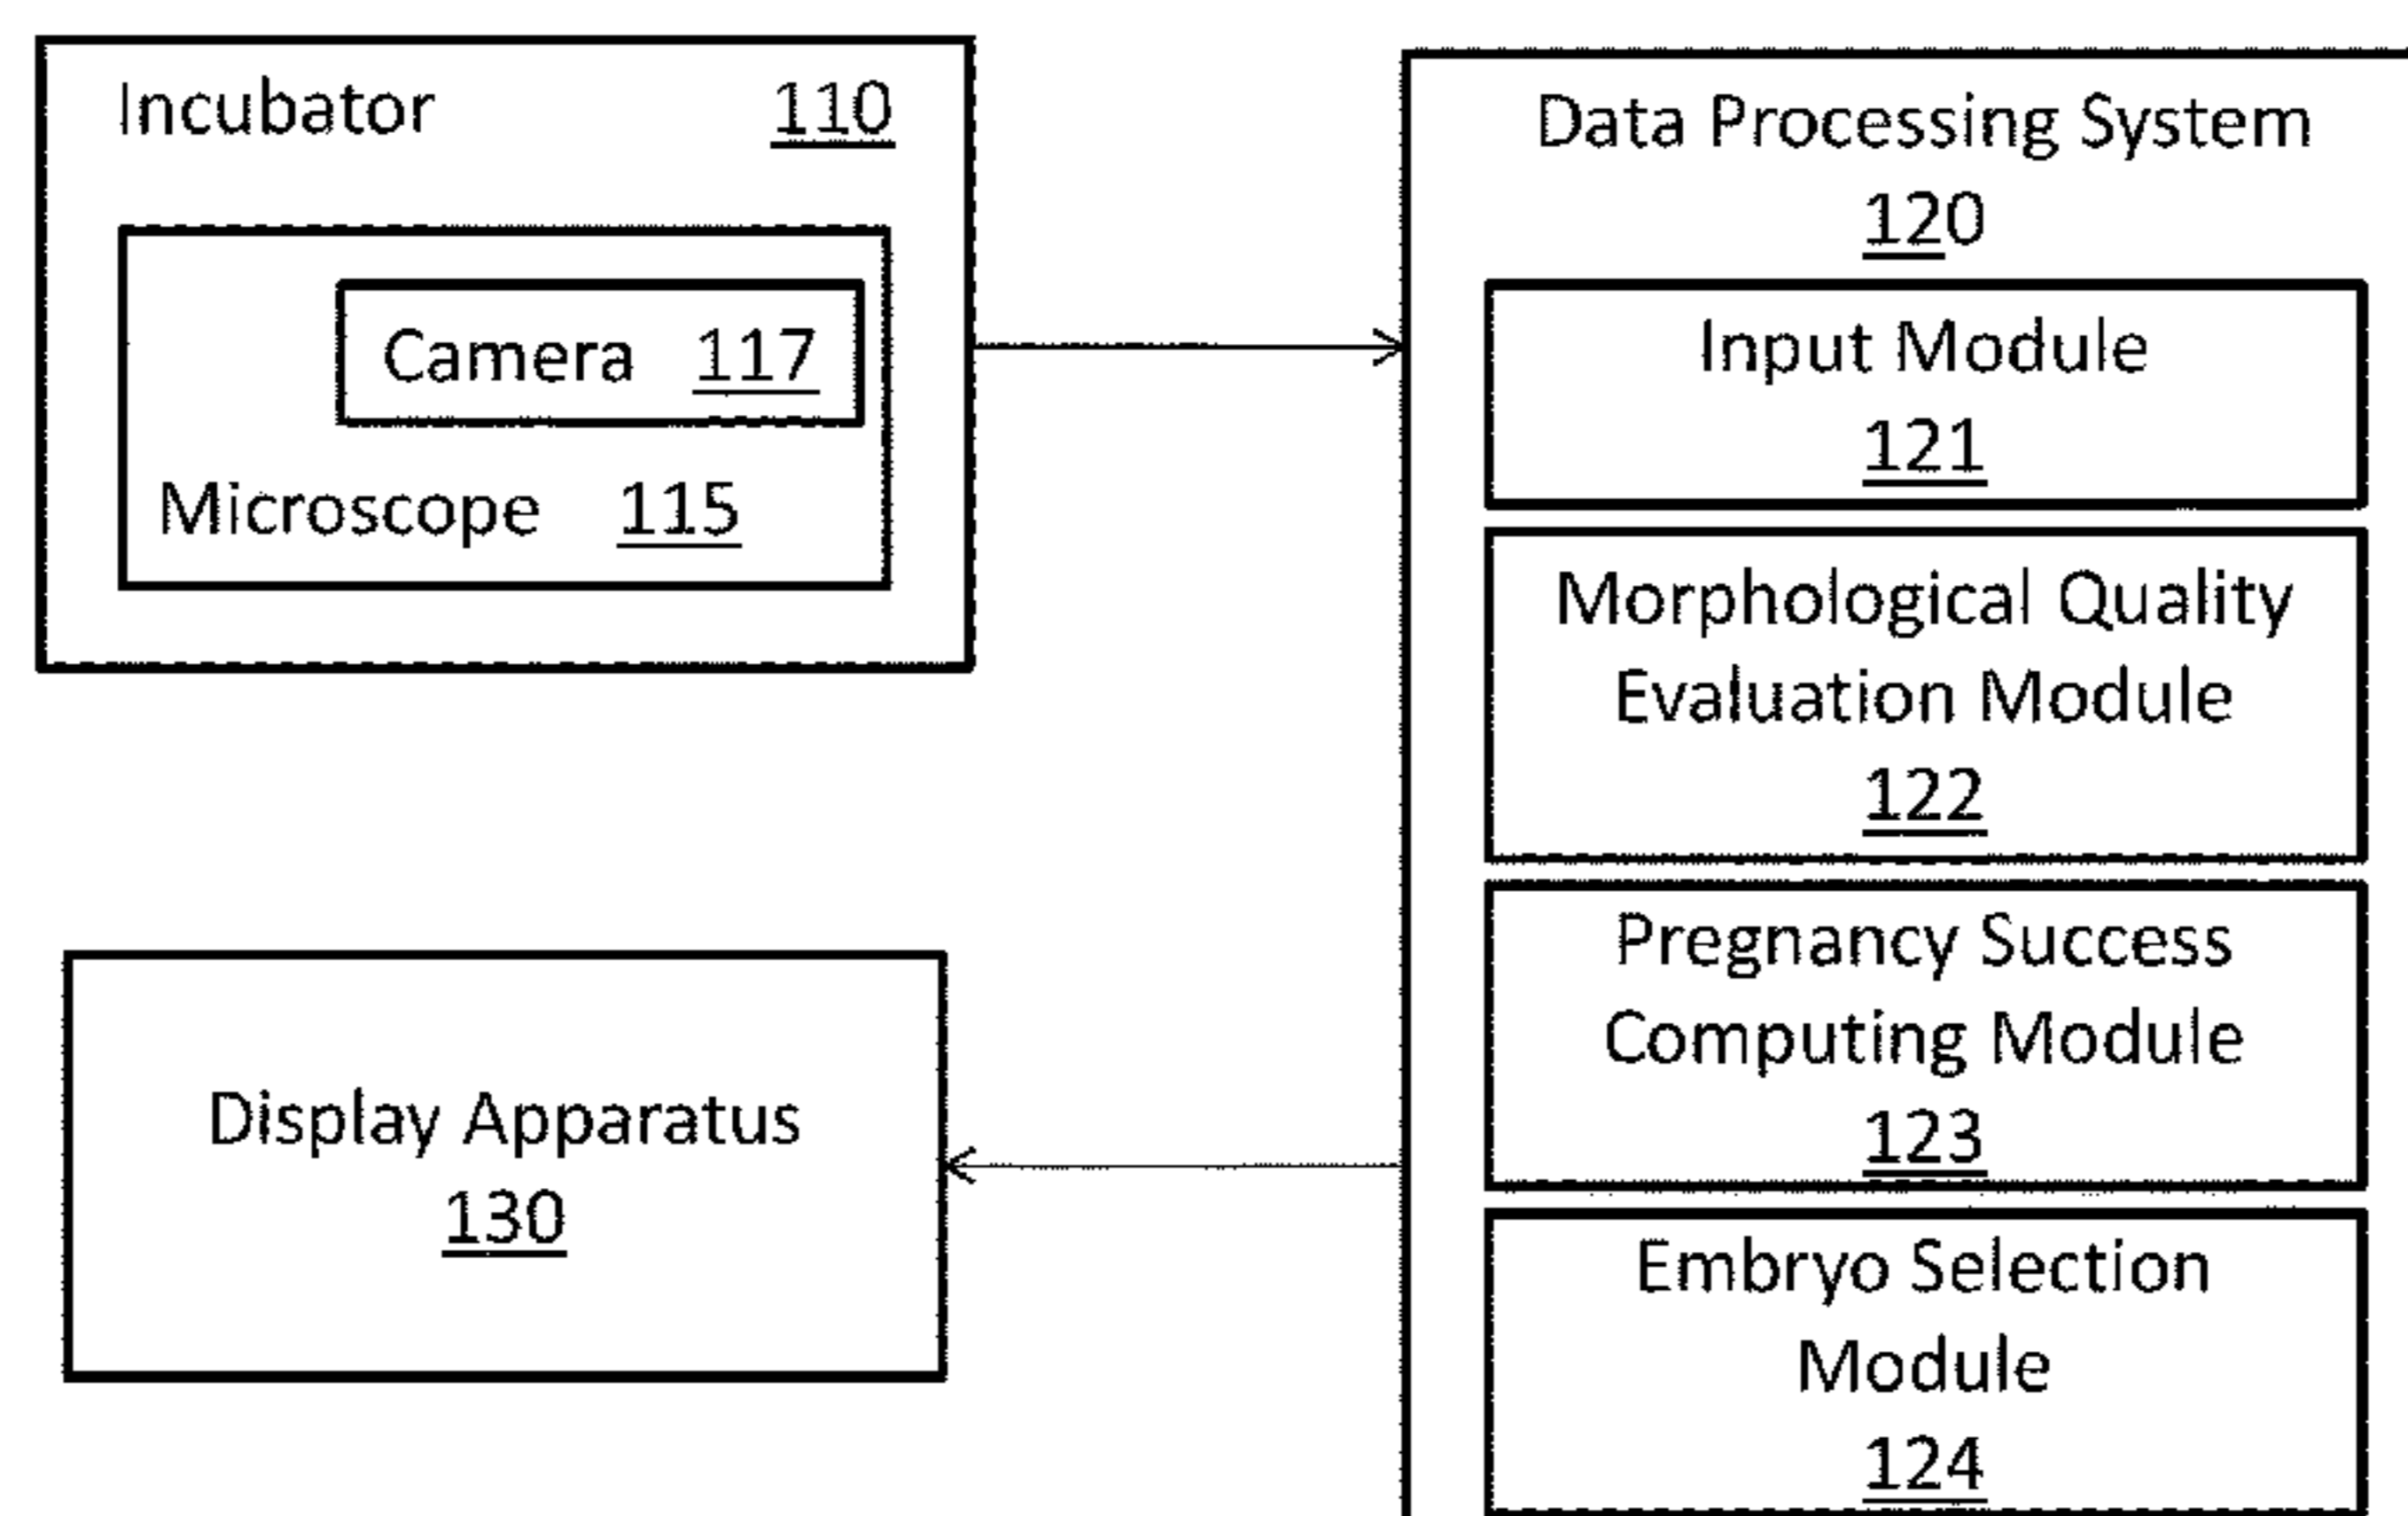 Incubator 110
Camera 117
Microscope 115
Data Processing System
120
Input Module
121
Morphological Quality
Evaluation Module
122
Pregnancy Success
Computing Module
123
Embryo Selection
Module
124
Display Apparatus
130